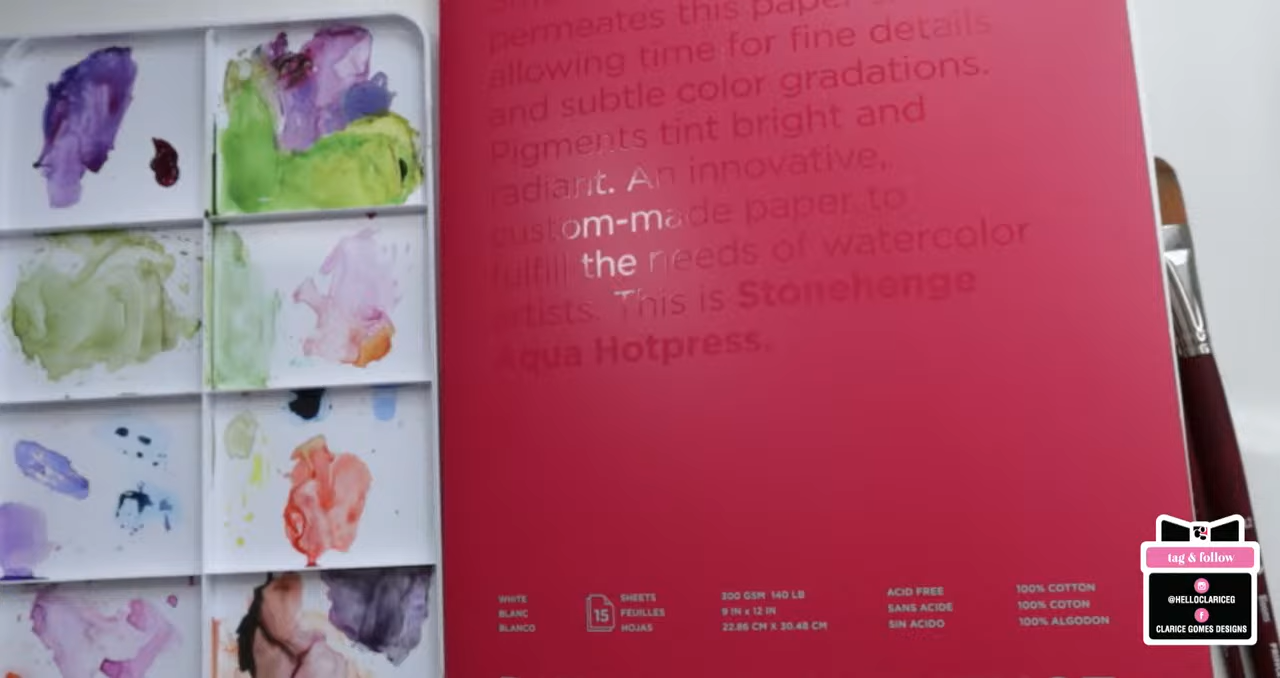 permeates this paper
allowing time for fine details
and subtle color gradations.
Pigments tint bright and
radiant. An innovative,
custom-made paper to
fulfill the needs of watercolor
artists. This is Stonehenge
Aqua Hotpress.
WHITE
BLANC
BLANCO
15
SHEETS
FEUILLES
HOJAS
300 GSM 140 LB
9 IN x 12 IN
22.86 CM X 30.48 CM
ACID FREE
SANS ACIDE
SIN ACIDO
100% COTTON
100% COTON
100% ALGODON
tag & follow
@HELLOCLARICEG
CLARICE GOMES DESIGNS